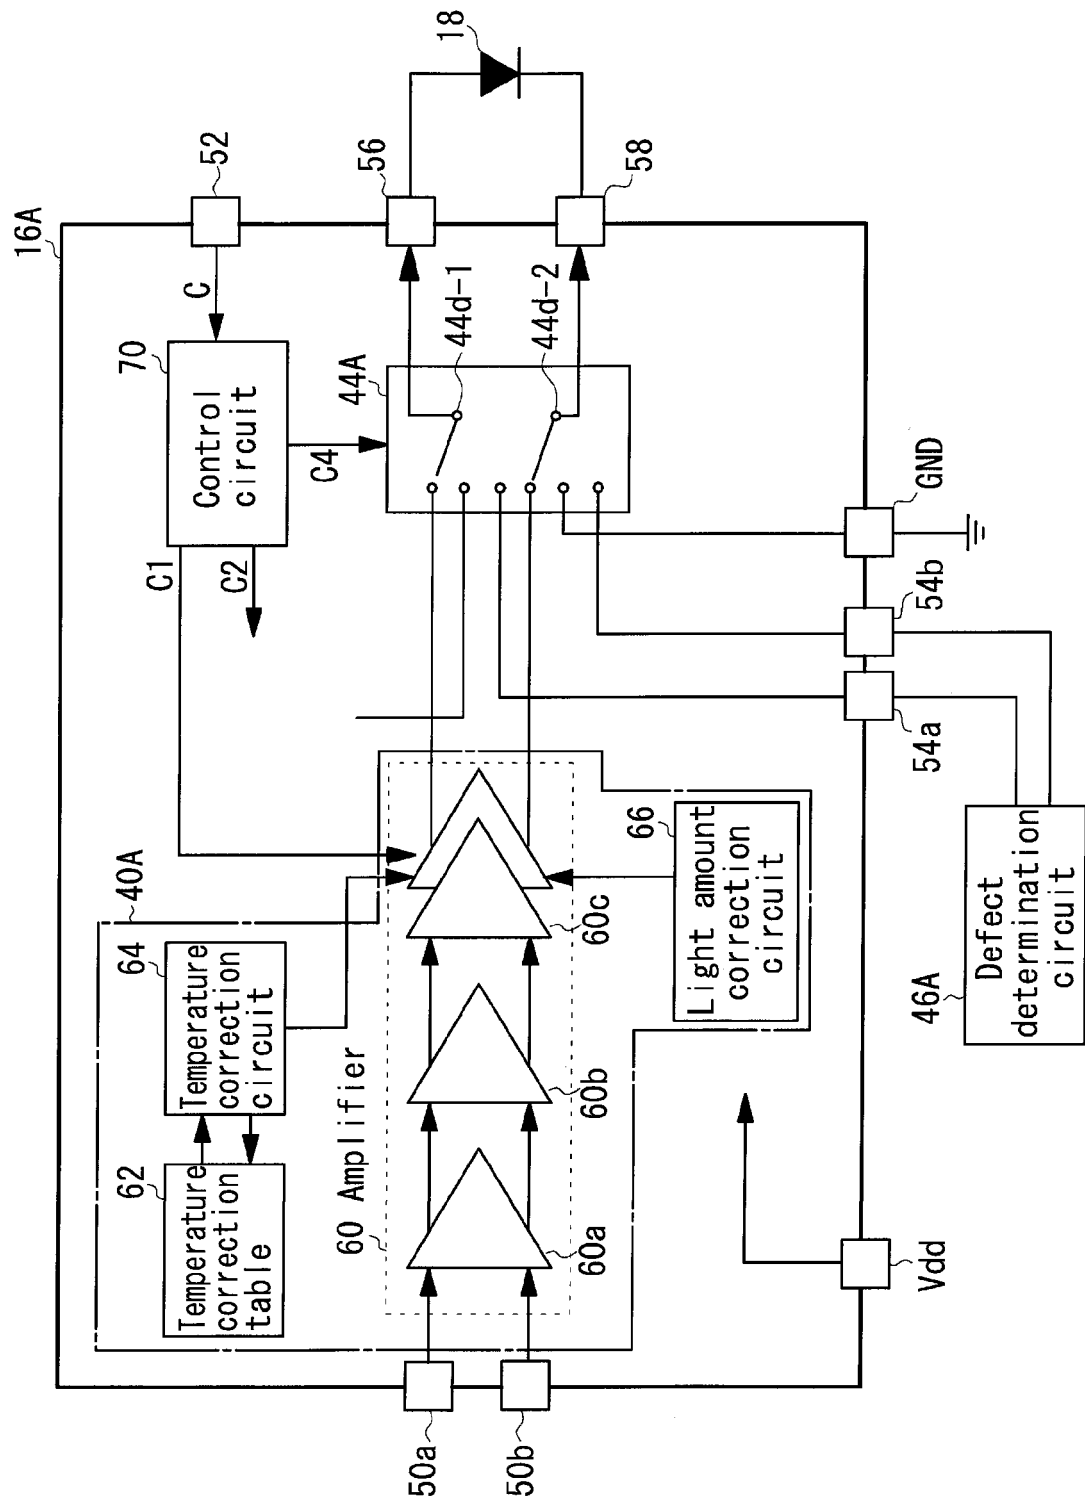 16A
52
C
70
Control
circuit
C1
C2
C4
44A
44d-1
44d-2
56
58
18
40A
62
Temperature
correction
table
64
Temperature
correction
circuit
60 Amplifier
60a
60b
60c
66
Light amount
correction
circuit
50a
50b
Vdd
54a
54b
GND
46A
Defect
determination
circuit